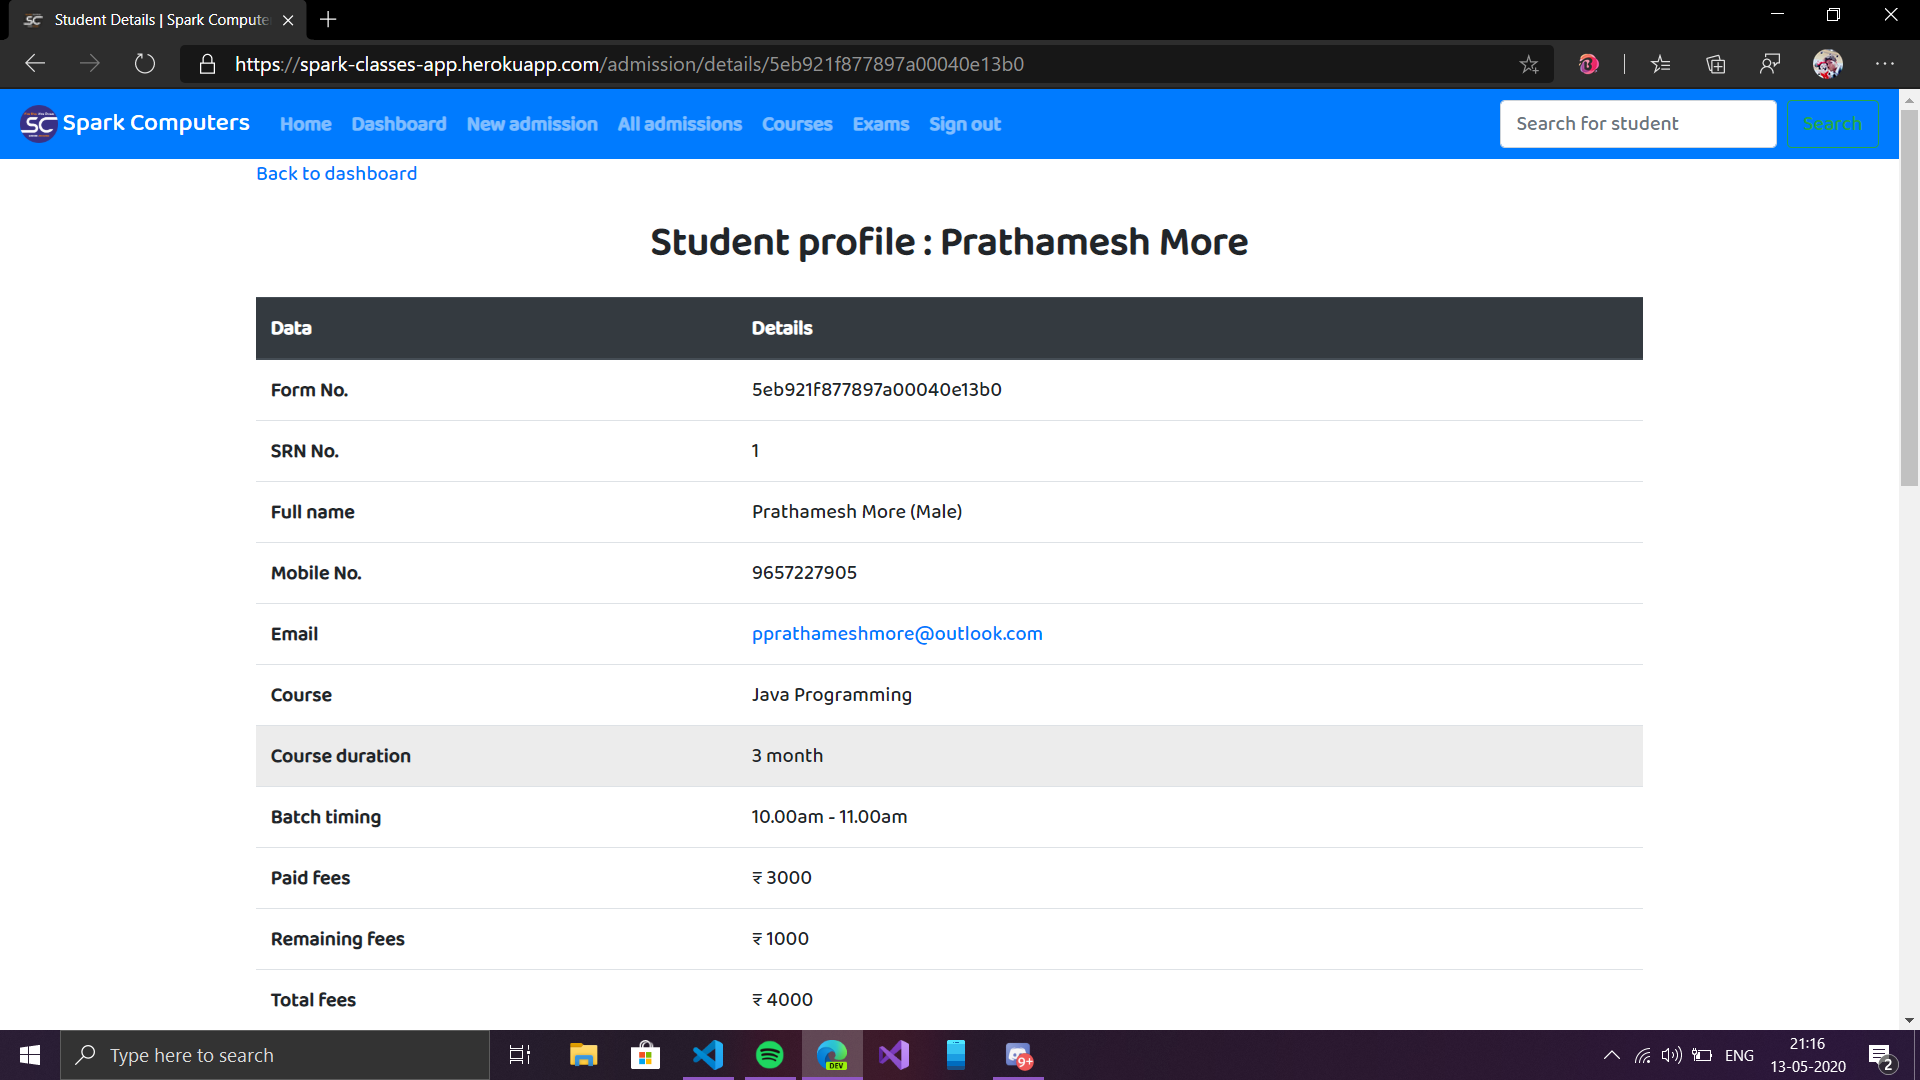 Student Details | Spark Compute
https://spark-classes-app.herokuapp.com/admission/details/5eb921f877897a00040e13b0
SC Spark Computers Home Dashboard New admission All admissions Courses Exams Sign out Search for student Search
Back to dashboard
Student profile : Prathamesh More
Data Details
Form No. 5eb921f877897a00040e13b0
SRN No. 1
Full name Prathamesh More (Male)
Mobile No. 9657227905
Email pprathameshmore@outlook.com
Course Java Programming
Course duration 3 month
Batch timing 10.00am - 11.00am
Paid fees ₹ 3000
Remaining fees ₹ 1000
Total fees ₹ 4000
Type here to search DEV 9+ ENG 21:16
13-05-2020 2